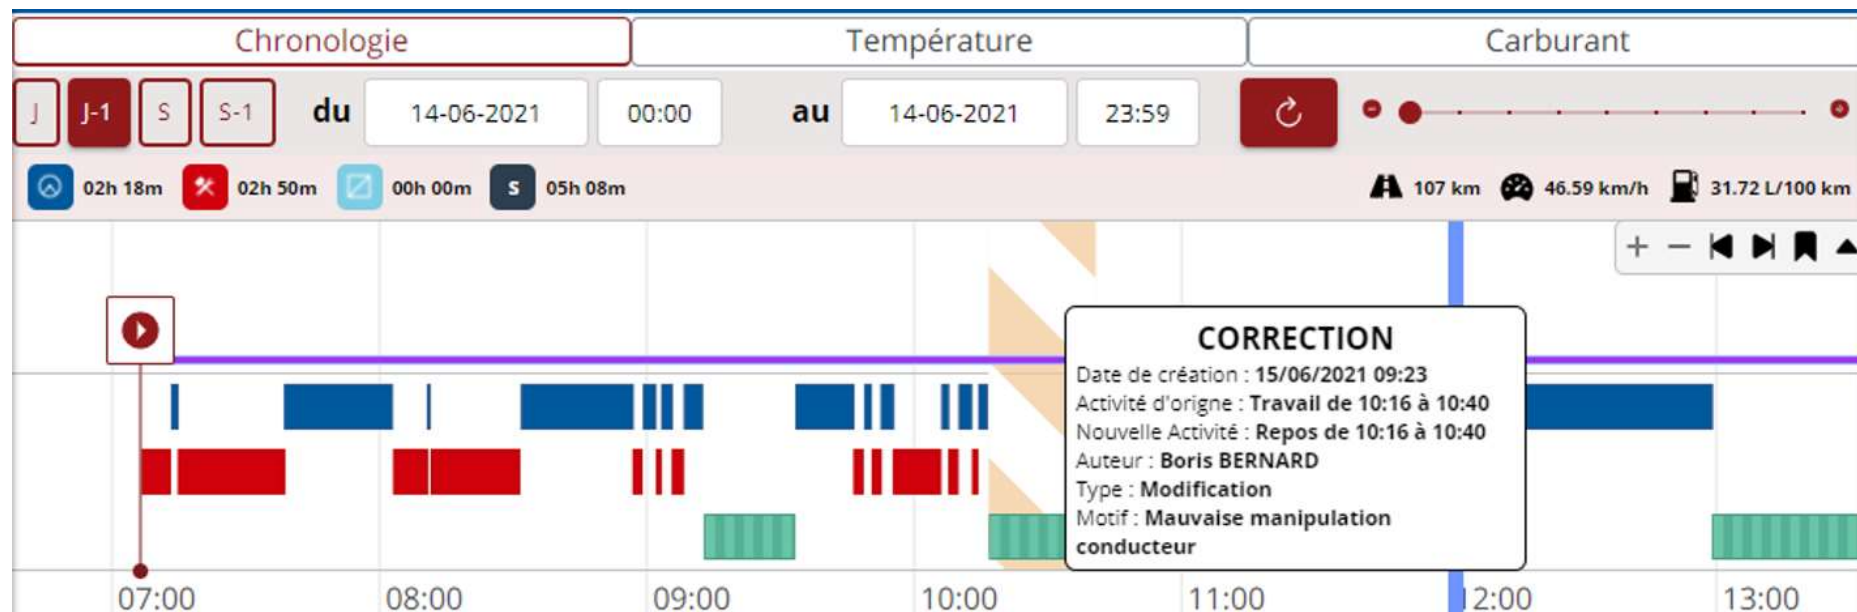 Chronologie Température Carburant
J J-1 S S-1 du 14-06-2021 00:00 au 14-06-2021 23:59
02h 18m 02h 50m 00h 00m S 05h 08m 107 km 46.59 km/h 31.72 L/100 km
CORRECTION
Date de création : 15/06/2021 09:23
Activité d'origne : Travail de 10:16 à 10:40
Nouvelle Activité : Repos de 10:16 à 10:40
Auteur : Boris BERNARD
Type : Modification
Motif : Mauvaise manipulation
conducteur
07:00 08:00 09:00 10:00 11:00 12:00 13:00